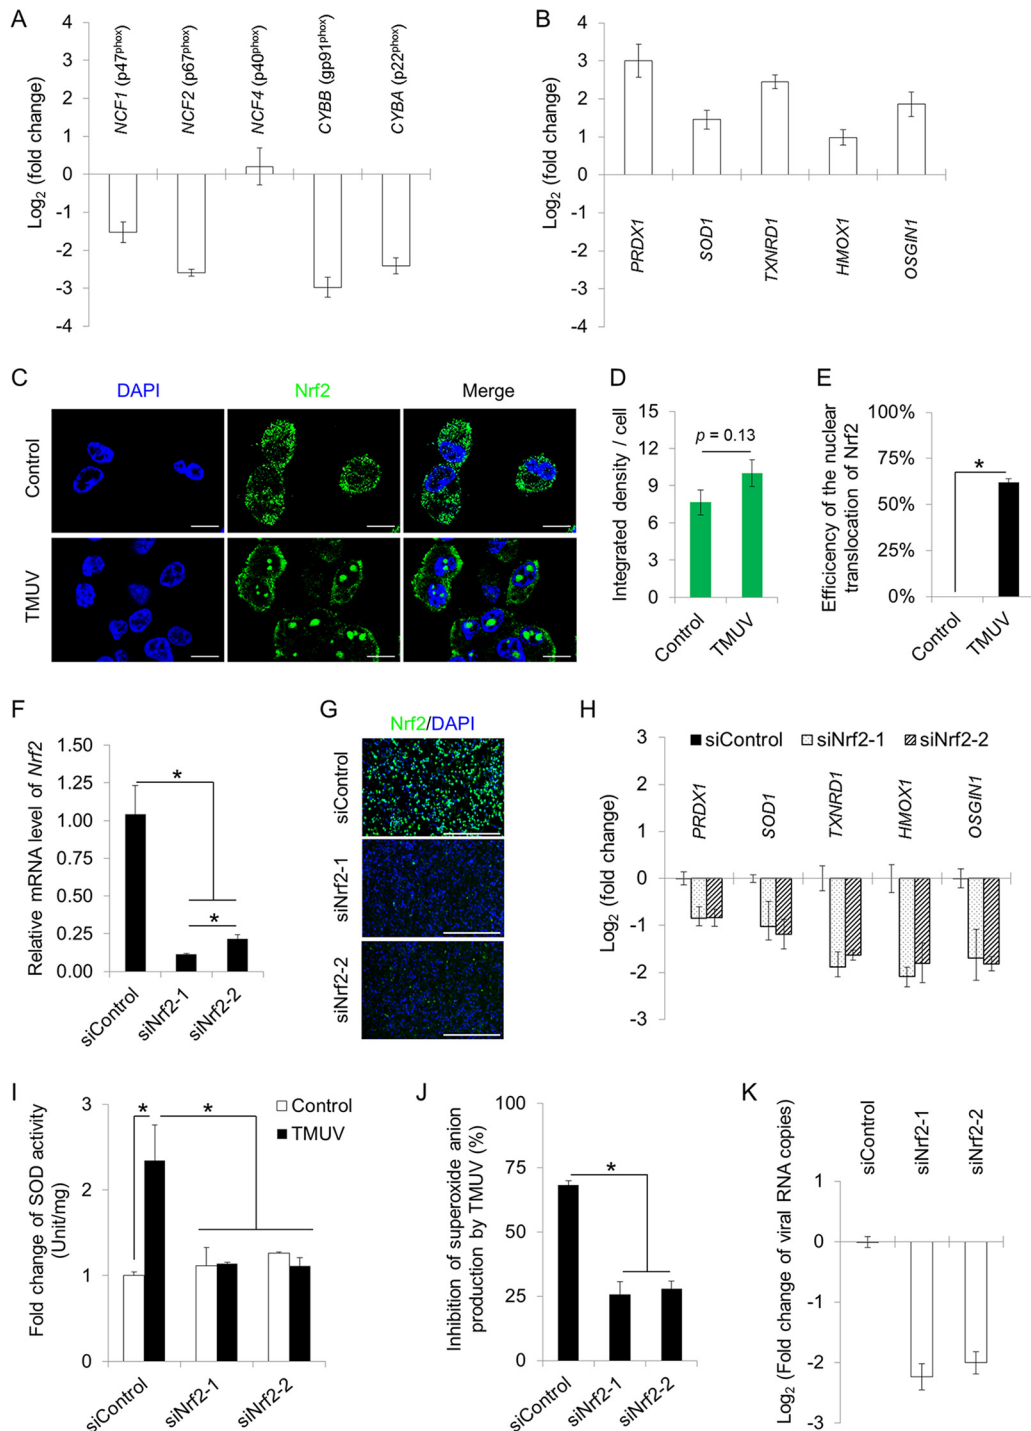 A
Log2 (fold change)
4
3
2
1
0
-1
-2
-3
-4
NCF1 (p47phox)
NCF2 (p67phox)
NCF4 (p40phox)
CYBB (gp91phox)
CYBA (p22phox)
B
Log2 (fold change)
4
3
2
1
0
-1
-2
-3
-4
PRDX1
SOD1
TXNRD1
HMOX1
OSGIN1
C
DAPI
Nrf2
Merge
Control
TMUV
D
Integrated density / cell
15
12
9
6
3
0
p = 0.13
Control
TMUV
E
Efficicency of the nuclear
translocation of Nrf2
100%
75%
50%
25%
0%
*
Control
TMUV
F
Relative mRNA level of Nrf2
1.50
1.25
1.00
0.75
0.50
0.25
0.00
*
*
siControl
siNrf2-1
siNrf2-2
G
Nrf2/DAPI
siControl
siNrf2-1
siNrf2-2
H
Log2 (fold change)
3
2
1
0
-1
-2
-3
siControl
siNrf2-1
siNrf2-2
PRDX1
SOD1
TXNRD1
HMOX1
OSGIN1
I
Fold change of SOD activity
(Unit/mg)
3
2
1
0
*
*
Control
TMUV
siControl
siNrf2-1
siNrf2-2
J
Inhibition of superoxide anion
production by TMUV (%)
100
75
50
25
0
*
siControl
siNrf2-1
siNrf2-2
K
Log2 (Fold change of viral RNA copies)
siControl
siNrf2-1
siNrf2-2
1
0
-1
-2
-3